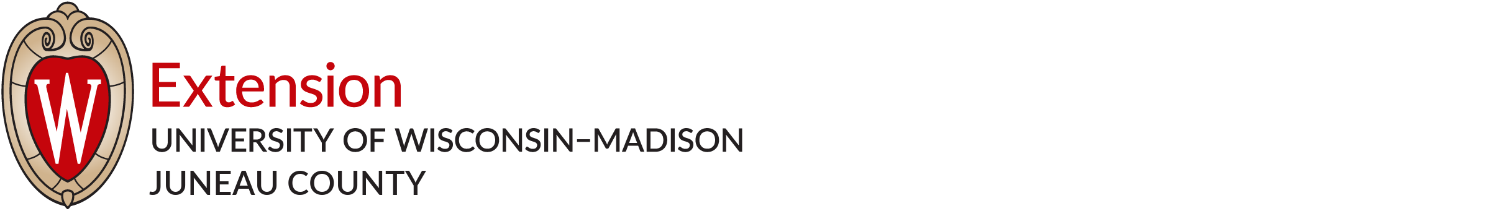 W
Extension
UNIVERSITY OF WISCONSIN–MADISON
JUNEAU COUNTY